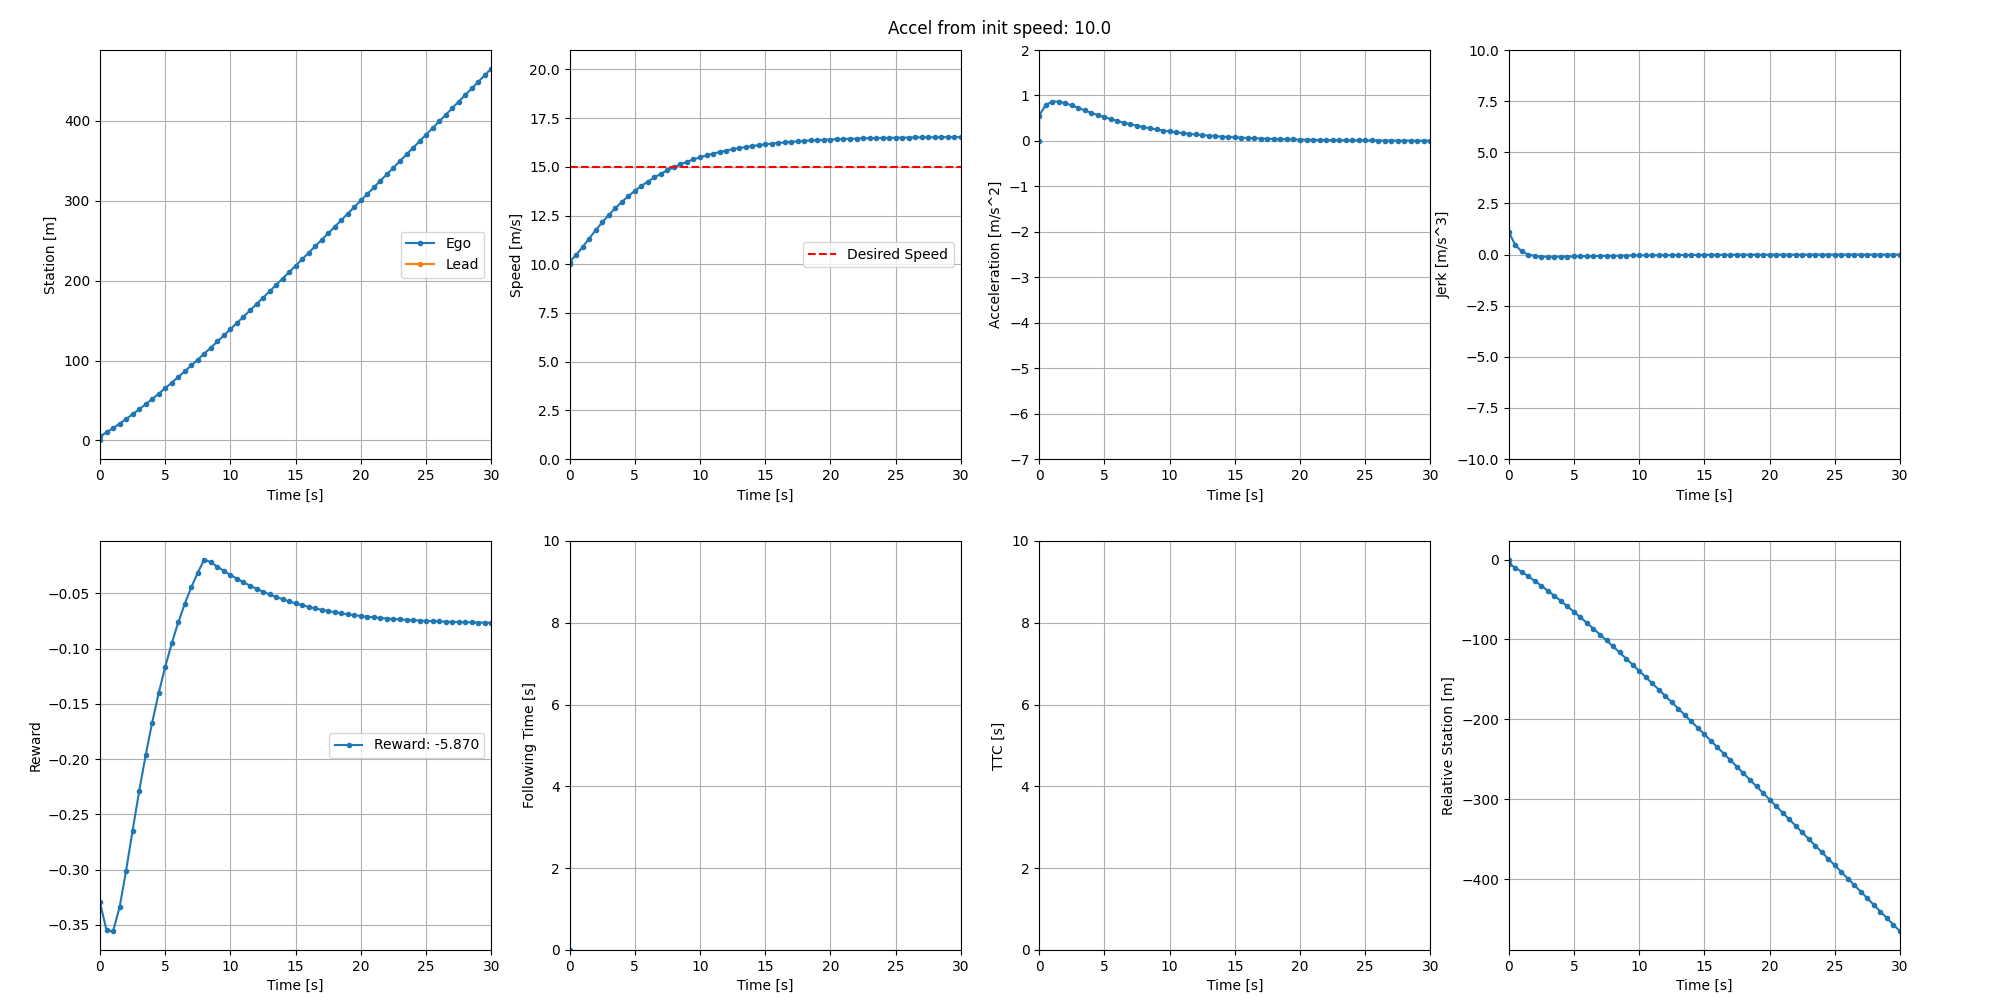 Accel from init speed: 10.0
Station [m]
400
300
200
100
0
0 5 10 15 20 25 30
Time [s]
Ego
Lead
Speed [m/s]
20.0
17.5
15.0
12.5
10.0
7.5
5.0
2.5
0.0
0 5 10 15 20 25 30
Time [s]
Desired Speed
Acceleration [m/s^2]
2
1
0
−1
−2
−3
−4
−5
−6
−7
0 5 10 15 20 25 30
Time [s]
Jerk [m/s^3]
10.0
7.5
5.0
2.5
0.0
−2.5
−5.0
−7.5
−10.0
0 5 10 15 20 25 30
Time [s]
Reward
−0.05
−0.10
−0.15
−0.20
−0.25
−0.30
−0.35
0 5 10 15 20 25 30
Time [s]
Reward: -5.870
Following Time [s]
10
8
6
4
2
0
0 5 10 15 20 25 30
Time [s]
TTC [s]
10
8
6
4
2
0
0 5 10 15 20 25 30
Time [s]
Relative Station [m]
0
−100
−200
−300
−400
0 5 10 15 20 25 30
Time [s]